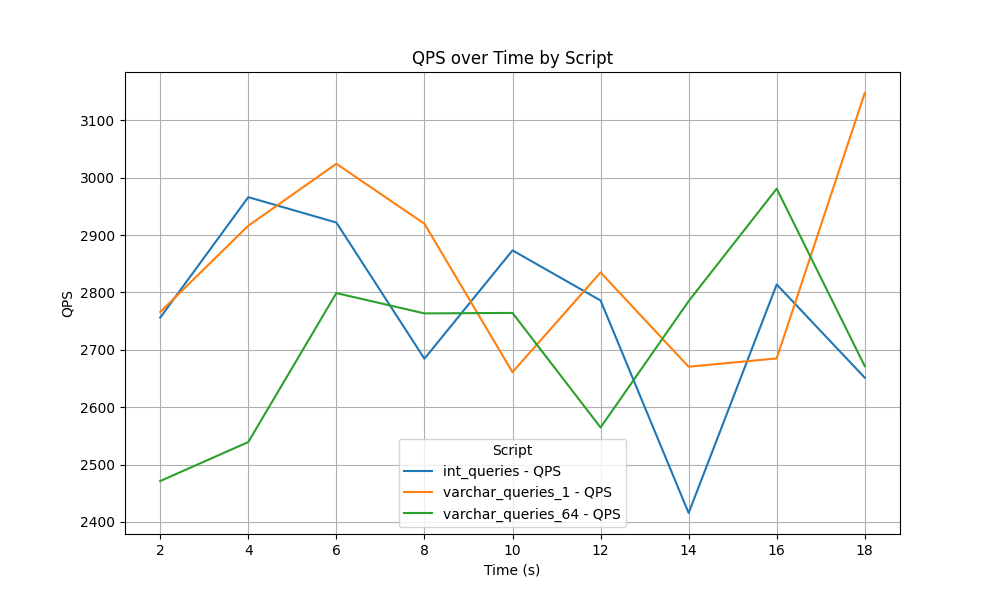 QPS over Time by Script
QPS
3100
3000
2900
2800
2700
2600
2500
2400
Script
int_queries - QPS
varchar_queries_1 - QPS
varchar_queries_64 - QPS
2 4 6 8 10 12 14 16 18
Time (s)